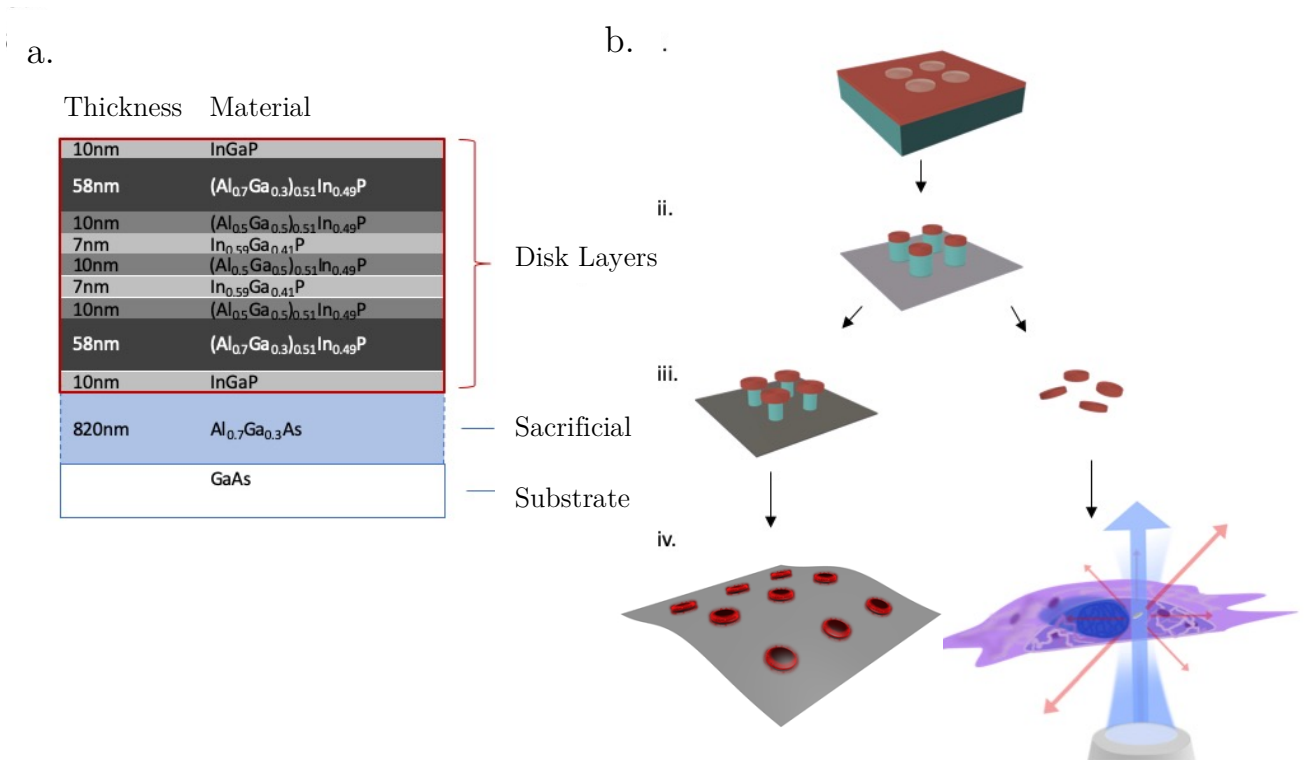 a.
Thickness Material
10nm InGaP
58nm (Al0.7Ga0.3)0.51In0.49P
10nm (Al0.5Ga0.5)0.51In0.49P
7nm In0.59Ga0.41P
10nm (Al0.5Ga0.5)0.51In0.49P
7nm In0.59Ga0.41P
10nm (Al0.5Ga0.5)0.51In0.49P
58nm (Al0.7Ga0.3)0.51In0.49P
10nm InGaP
820nm Al0.7Ga0.3As
GaAs
Disk Layers
Sacrificial
Substrate
b.
ii.
iii.
iv.